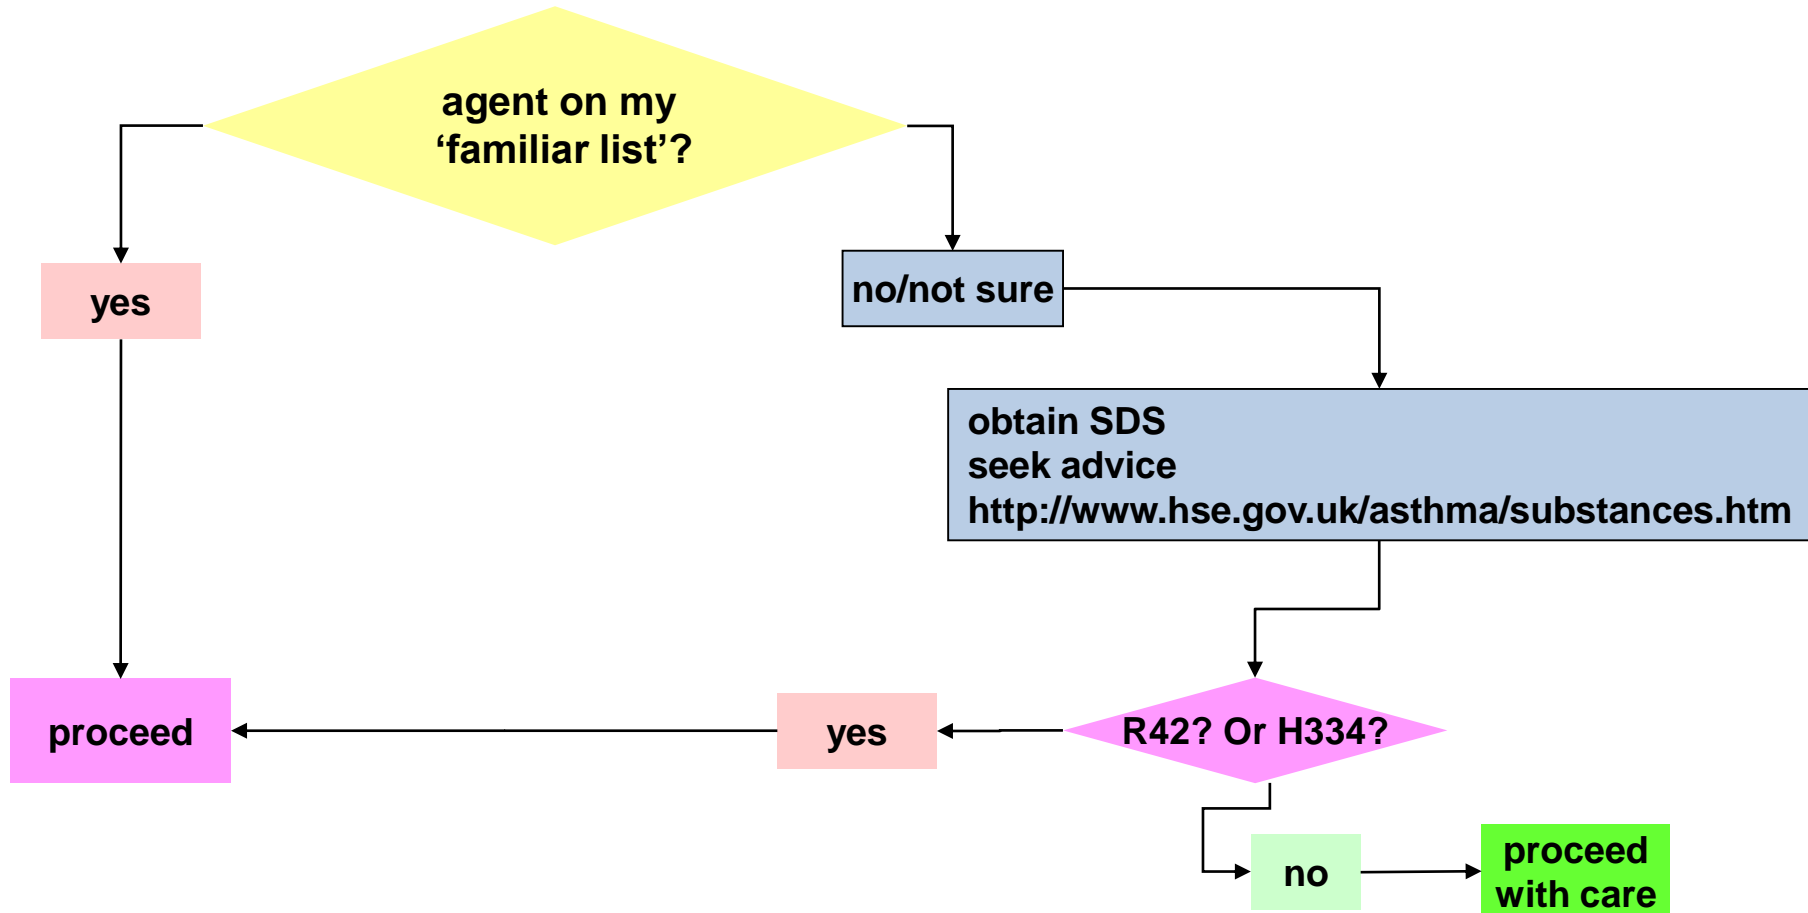 agent on my
‘familiar list’?
yes
no/not sure
obtain SDS
seek advice
http://www.hse.gov.uk/asthma/substances.htm
proceed
yes
R42? Or H334?
no
proceed
with care